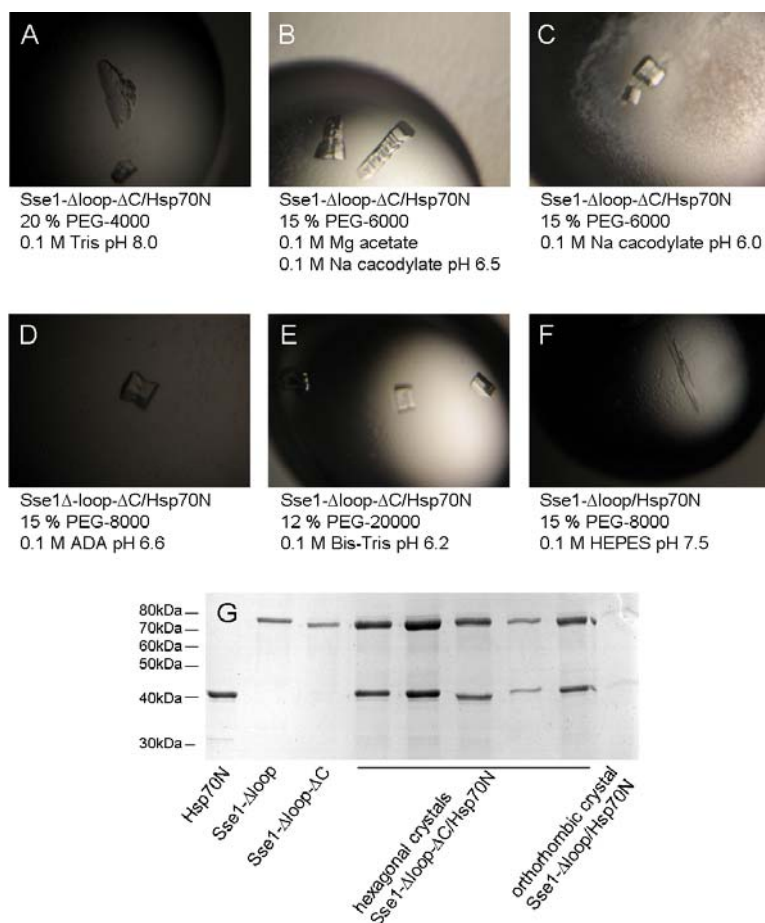 A
Sse1-Δloop-ΔC/Hsp70N
20 % PEG-4000
0.1 M Tris pH 8.0
B
Sse1-Δloop-ΔC/Hsp70N
15 % PEG-6000
0.1 M Mg acetate
0.1 M Na cacodylate pH 6.5
C
Sse1-Δloop-ΔC/Hsp70N
15 % PEG-6000
0.1 M Na cacodylate pH 6.0
D
Sse1Δ-loop-ΔC/Hsp70N
15 % PEG-8000
0.1 M ADA pH 6.6
E
Sse1-Δloop-ΔC/Hsp70N
12 % PEG-20000
0.1 M Bis-Tris pH 6.2
F
Sse1-Δloop/Hsp70N
15 % PEG-8000
0.1 M HEPES pH 7.5
G
80kDa
70kDa
60kDa
50kDa
40kDa
30kDa
Hsp70N
Sse1-Δloop
Sse1-Δloop-ΔC
hexagonal crystals
Sse1-Δloop-ΔC/Hsp70N
orthorhombic crystal
Sse1-Δloop/Hsp70N